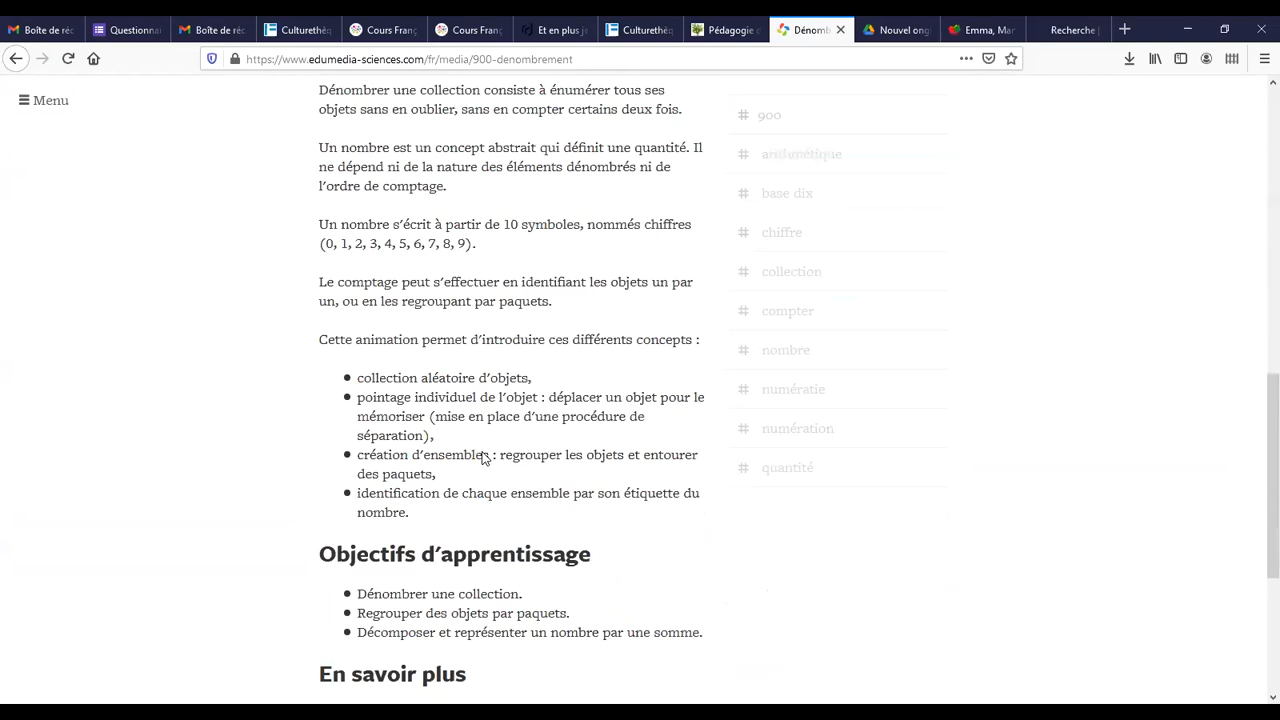 Boîte de réc
Questionna
Boîte de réc
Culturethèq
Cours Franç
Cours Franç
Et en plus je
Culturethèq
Pédagogie d
Dénomb
Nouvel ong
Emma, Mar
Recherche |
https://www.edumedia-sciences.com/fr/media/900-denombrement
Menu
Dénombrer une collection consiste à énumérer tous ses
objets sans en oublier, sans en compter certains deux fois.
Un nombre est un concept abstrait qui définit une quantité. Il
ne dépend ni de la nature des éléments dénombrés ni de
l'ordre de comptage.
Un nombre s'écrit à partir de 10 symboles, nommés chiffres
(0, 1, 2, 3, 4, 5, 6, 7, 8, 9).
Le comptage peut s'effectuer en identifiant les objets un par
un, ou en les regroupant par paquets.
Cette animation permet d'introduire ces différents concepts :
collection aléatoire d'objets,
pointage individuel de l'objet : déplacer un objet pour le
mémoriser (mise en place d'une procédure de
séparation),
création d'ensembles : regrouper les objets et entourer
des paquets,
identification de chaque ensemble par son étiquette du
nombre.
Objectifs d'apprentissage
Dénombrer une collection.
Regrouper des objets par paquets.
Décomposer et représenter un nombre par une somme.
En savoir plus
# 900
# arithmétique
# base dix
# chiffre
# collection
# compter
# nombre
# numératie
# numération
# quantité